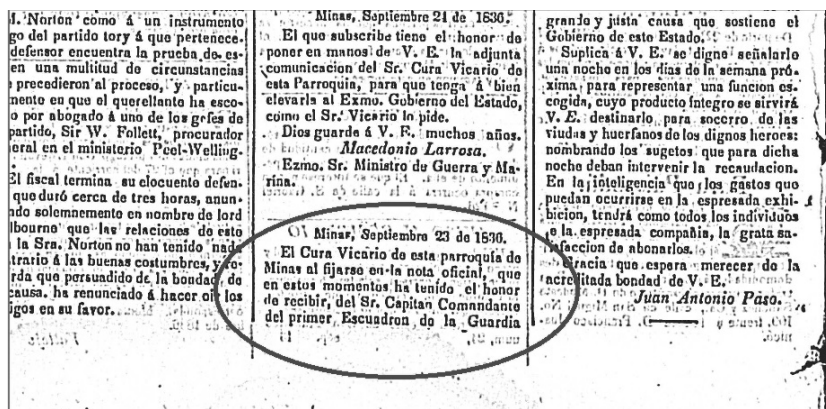 I. Norton como á un instrumento
go del partido tory á que pertenece.
defensor encuentra la prueba de es-
en una multitud de circunstancias
precedieron al proceso, y particu-
mento en que el querellante ha esco-
o por abogado á uno de los gefes de
partido, Sir W. Follett, procurador
eral en el ministerio Peel-Welling.
El fiscal termina su elocuente defen-
que duró cerca de tres horas, anun-
ndo solemnemente en nombre de lord
lbourne que las relaciones de esto
la Sra. Norton no han tenido nada
trario á las buenas costumbres, y
rda que persuadido de la bondad de
causa, ha renunciado á hacer oir los
igos en su favor.
Minas, Septiembre 21 de 1836.
El que subscribe tiene el honor de
poner en manos de V. E. la adjunta
comunicacion del Sr. Cura Vicario de
esta Parroquia, para que tenga á bien
elevarla al Exmo. Gobierno del Estado,
como el Sr. Vicario lo pide.
Dios guarde á V. E. muchos años.
Macedonio Larrosa.
Exmo. Sr. Ministro de Guerra y Ma-
rina.
Minas, Septiembre 23 de 1836.
El Cura Vicario de esta parroquia de
Minas al fijarse en la nota oficial, que
en estos momentos ha tenido el honor
de recibir, del Sr. Capitan Comandante
del primer Escuadron de la Guardia
grande y justa causa que sostiene el
Gobierno de este Estado.
Suplica á V. E. se digne señalarlo
una noche en los dias de la semana pró-
xima para representar una funcion es-
cogida, cuyo producto integro se servirá
V. E. destinarlo para socorro de las
viudas y huerfanos de los dignos heroes:
nombrando los sugetos que para dicha
noche deban intervenir la recaudacion.
En la inteligencia que los gastos que
puedan ocurrirse en la espresada exhi-
bicion, tendrá como todos los individuos
e la espresada compañia, la grata sa-
isfaccion de abonarlos.
Gracia que espera merecer de la
acreditada bondad de V. E.
Juan Antonio Paso.